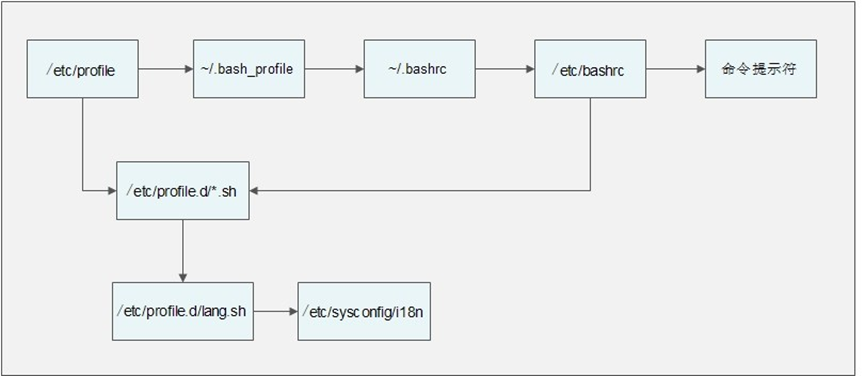 /etc/profile
~/.bash_profile
~/.bashrc
/etc/bashrc
命令提示符
/etc/profile.d/*.sh
/etc/profile.d/lang.sh
/etc/sysconfig/i18n